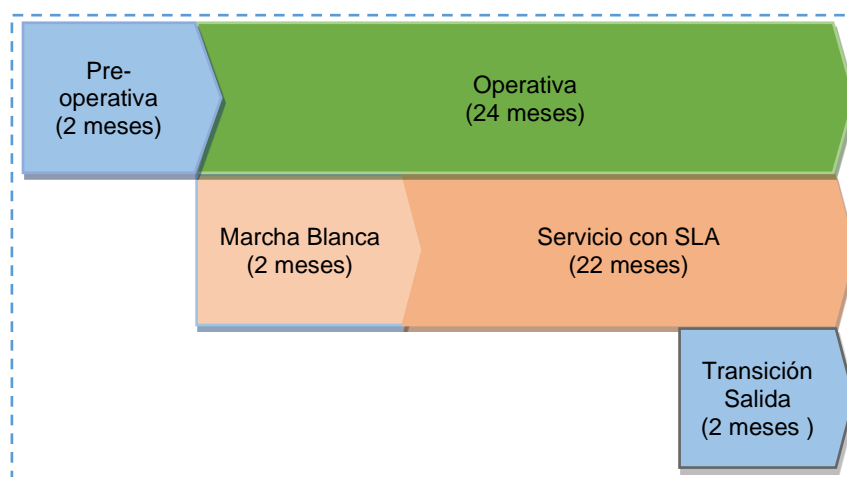 Pre-
operativa
(2 meses)
Operativa
(24 meses)
Marcha Blanca
(2 meses)
Servicio con SLA
(22 meses)
Transición
Salida
(2 meses )